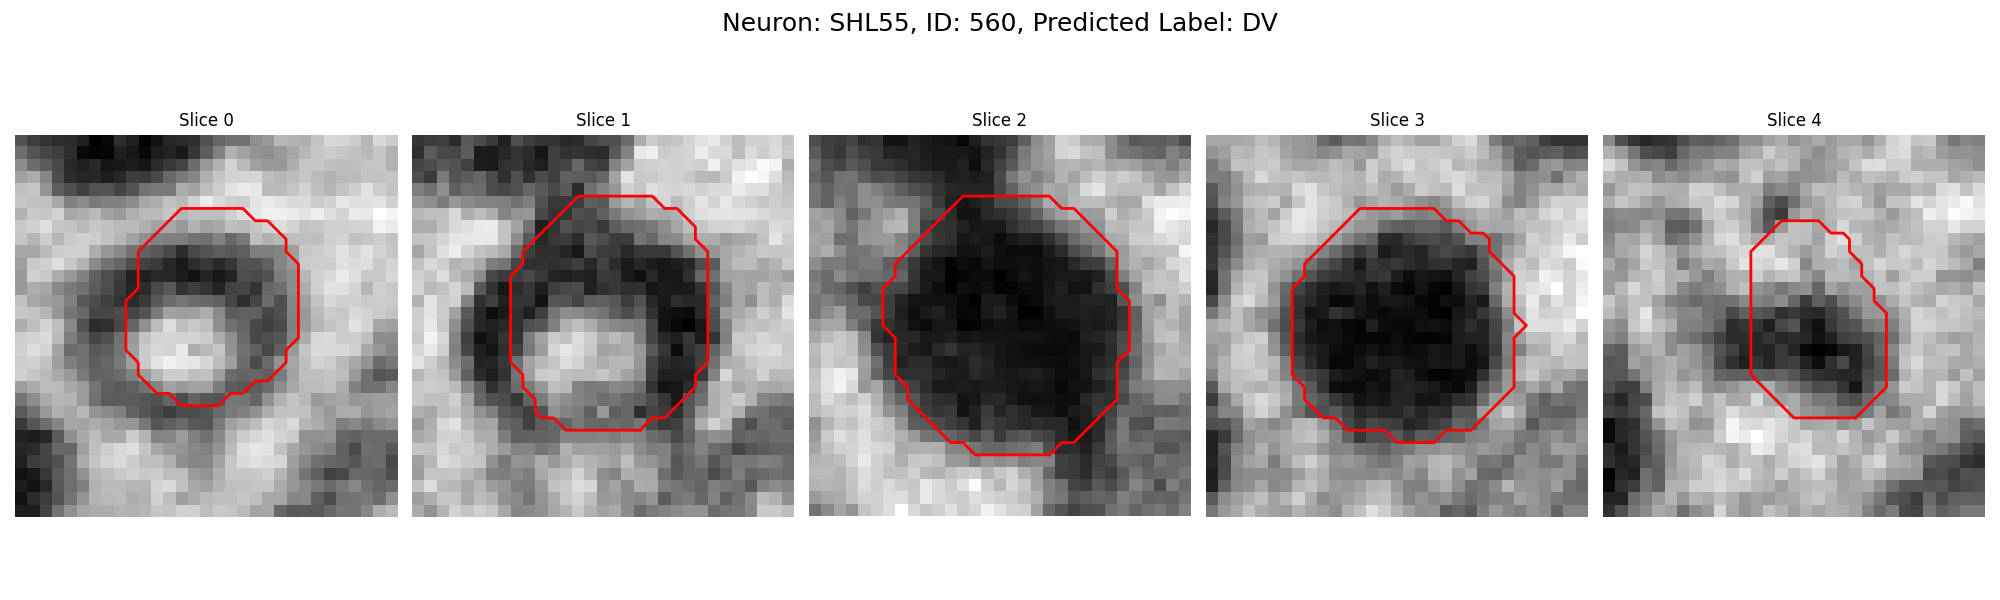 Neuron: SHL55, ID: 560, Predicted Label: DV
Slice 0
Slice 1
Slice 2
Slice 3
Slice 4